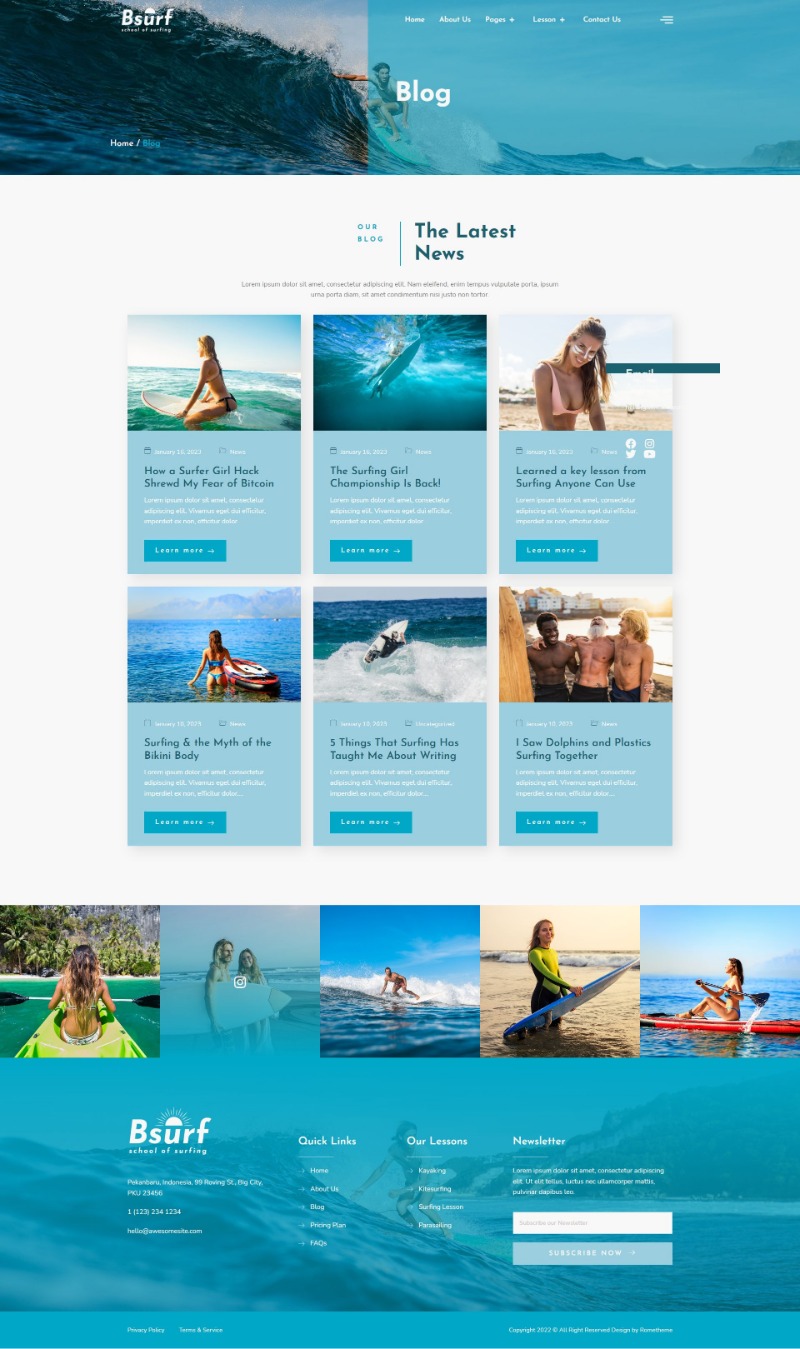 Bsurf
school of surfing
Home About Us Pages + Lesson + Contact Us
Blog
Home / Blog
OUR
BLOG
The Latest
News
Lorem ipsum dolor sit amet, consectetur adipiscing elit. Nam eleifend, enim tempus vulputate porta, ipsum
urna porta diam, sit amet condimentum nisi justo non tortor.
Email
January 10, 2023 News
How a Surfer Girl Hack
Shrewd My Fear of Bitcoin
Lorem ipsum dolor sit amet, consectetur
adipiscing elit. Vivamus eget dui efficitur,
imperdiet ex non, efficitur dolor
Learn more →
January 10, 2023 News
The Surfing Girl
Championship Is Back!
Lorem ipsum dolor sit amet, consectetur
adipiscing elit. Vivamus eget dui efficitur,
imperdiet ex non, efficitur dolor
Learn more →
January 10, 2023 News
Learned a key lesson from
Surfing Anyone Can Use
Lorem ipsum dolor sit amet, consectetur
adipiscing elit. Vivamus eget dui efficitur,
imperdiet ex non, efficitur dolor
Learn more →
January 10, 2023 News
Surfing & the Myth of the
Bikini Body
Lorem ipsum dolor sit amet, consectetur
adipiscing elit. Vivamus eget dui efficitur,
imperdiet ex non, efficitur dolor...
Learn more →
January 10, 2023 Uncategorized
5 Things That Surfing Has
Taught Me About Writing
Lorem ipsum dolor sit amet, consectetur
adipiscing elit. Vivamus eget dui efficitur,
imperdiet ex non, efficitur dolor...
Learn more →
January 10, 2023 News
I Saw Dolphins and Plastics
Surfing Together
Lorem ipsum dolor sit amet, consectetur
adipiscing elit. Vivamus eget dui efficitur,
imperdiet ex non, efficitur dolor...
Learn more →
Bsurf
school of surfing
Pekanbaru, Indonesia, 99 Roving St., Big City,
PKU 23456
1 (123) 234 1234
hello@awesomesite.com
Quick Links
Home
About Us
Blog
Pricing Plan
FAQs
Our Lessons
Kayaking
Kitesurfing
Surfing Lesson
Parasailing
Newsletter
Lorem ipsum dolor sit amet, consectetur adipiscing
elit. Ut elit tellus, luctus nec ullamcorper mattis,
pulvinar dapibus leo.
Subscribe our Newsletter
SUBSCRIBE NOW →
Privacy Policy Terms & Service
Copyright 2022 © All Right Reserved Design by Rometheme